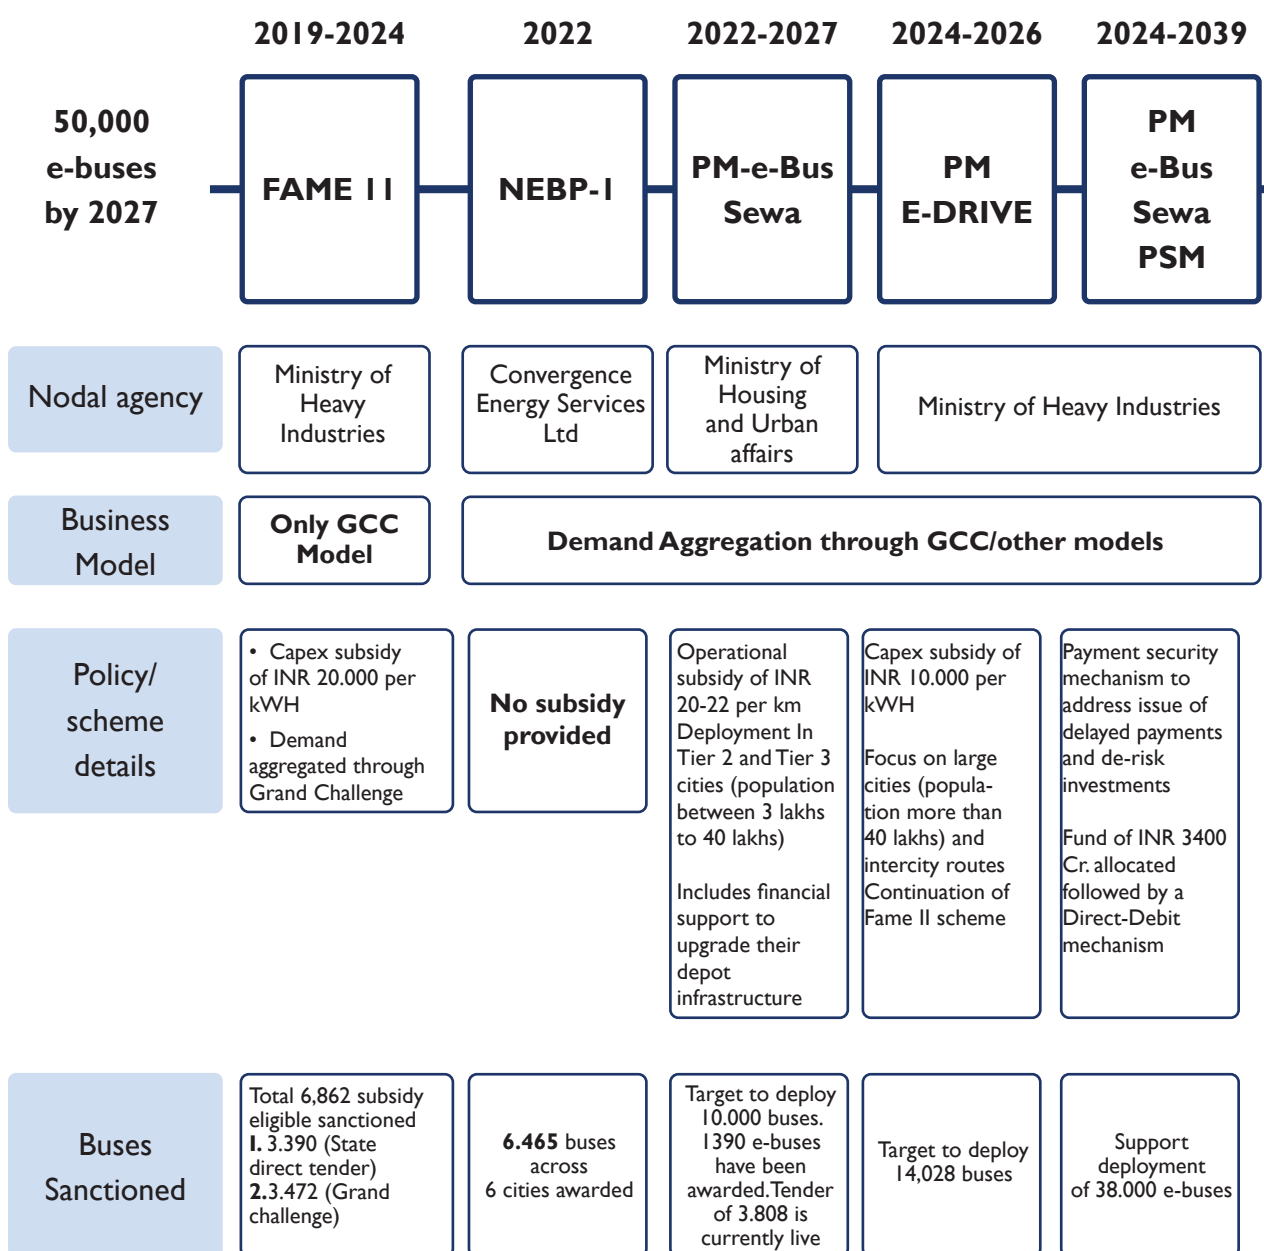 2019-2024
2022
2022-2027
2024-2026
2024-2039
50,000
e-buses
by 2027
FAME 11
NEBP-1
PM-e-Bus
Sewa
PM
E-DRIVE
PM
e-Bus
Sewa
PSM
Nodal agency
Ministry of
Heavy
Industries
Convergence
Energy Services
Ltd
Ministry of
Housing
and Urban
affairs
Ministry of Heavy Industries
Business
Model
Only GCC
Model
Demand Aggregation through GCC/other models
Policy/
scheme
details
• Capex subsidy
of INR 20.000 per
kWH
• Demand
aggregated through
Grand Challenge
No subsidy
provided
Operational
subsidy of INR
20-22 per km
Deployment In
Tier 2 and Tier 3
cities (population
between 3 lakhs
to 40 lakhs)
Includes financial
support to
upgrade their
depot
infrastructure
Capex subsidy of
INR 10.000 per
kWH
Focus on large
cities (popula-
tion more than
40 lakhs) and
intercity routes
Continuation of
Fame II scheme
Payment security
mechanism to
address issue of
delayed payments
and de-risk
investments
Fund of INR 3400
Cr. allocated
followed by a
Direct-Debit
mechanism
Buses
Sanctioned
Total 6,862 subsidy
eligible sanctioned
1. 3.390 (State
direct tender)
2.3.472 (Grand
challenge)
6.465 buses
across
6 cities awarded
Target to deploy
10.000 buses.
1390 e-buses
have been
awarded.Tender
of 3.808 is
currently live
Target to deploy
14,028 buses
Support
deployment
of 38.000 e-buses